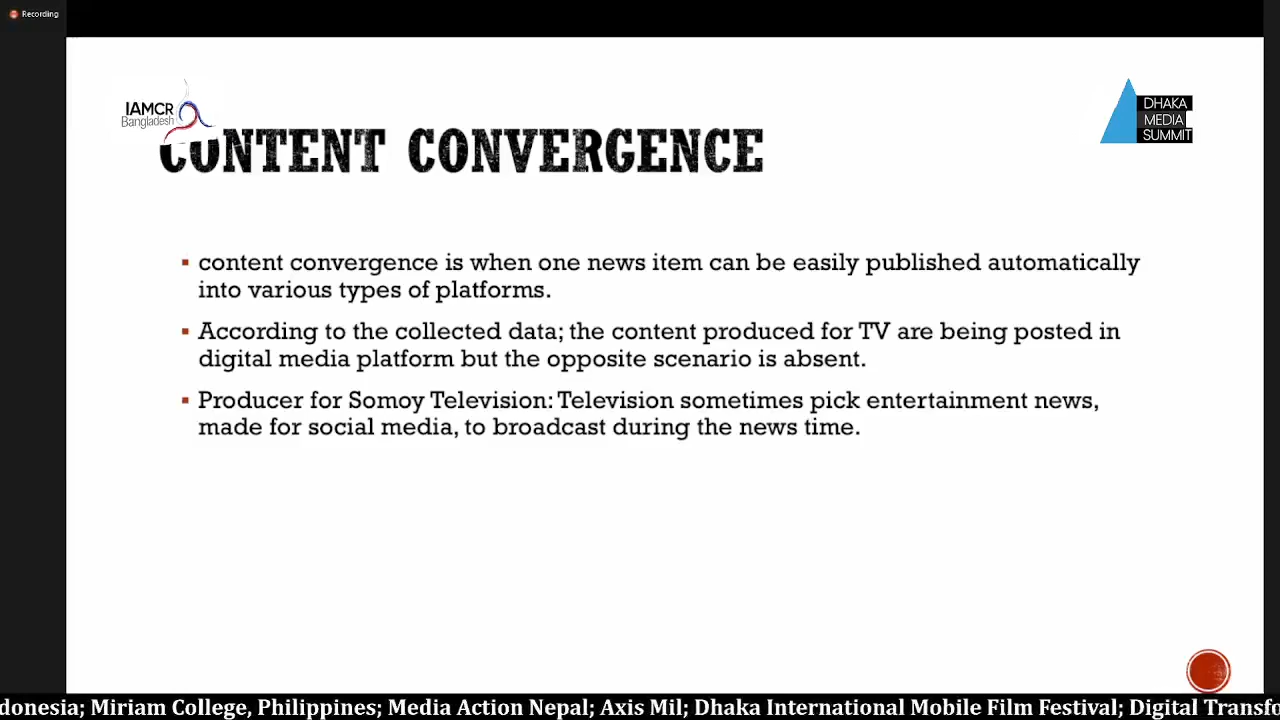 Recording
IAMCR
Bangladesh
DHAKA
MEDIA
SUMMIT
CONTENT CONVERGENCE
content convergence is when one news item can be easily published automatically
into various types of platforms.
According to the collected data; the content produced for TV are being posted in
digital media platform but the opposite scenario is absent.
Producer for Somoy Television: Television sometimes pick entertainment news,
made for social media, to broadcast during the news time.
donesia; Miriam College, Philippines; Media Action Nepal; Axis Mil; Dhaka International Mobile Film Festival; Digital Transfo